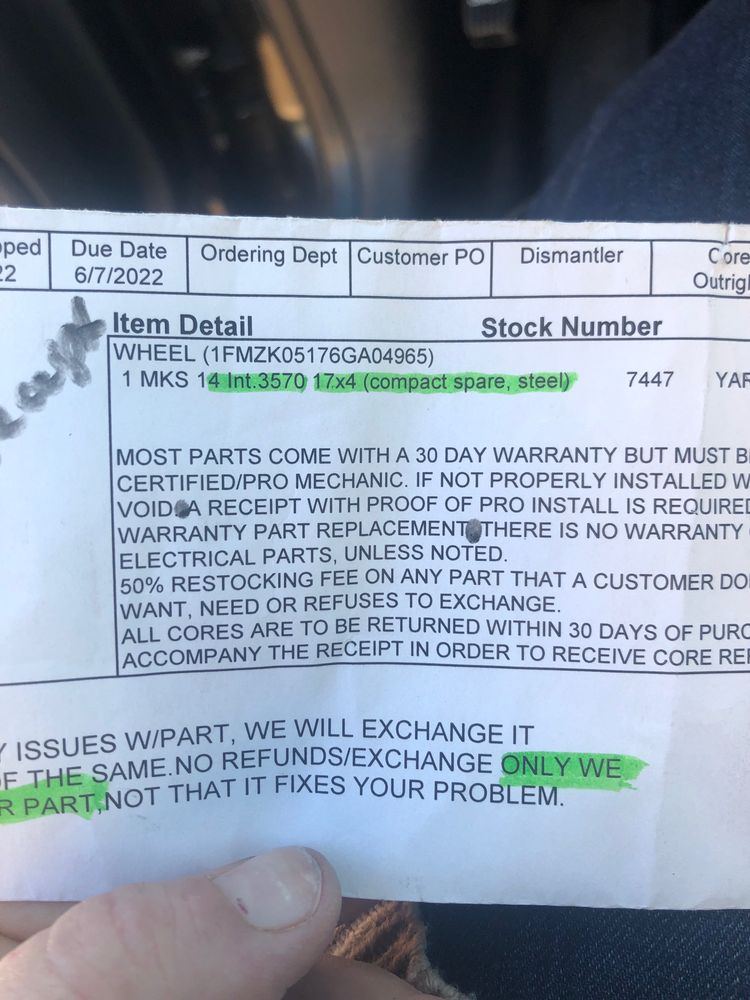 Due Date Ordering Dept Customer PO Dismantler Core
22 6/7/2022
Item Detail Stock Number
WHEEL (1FMZK05176GA04965)
1 MKS 14 Int.3570 17x4 (compact spare, steel) 7447 YAR
MOST PARTS COME WITH A 30 DAY WARRANTY BUT MUST B
CERTIFIED/PRO MECHANIC. IF NOT PROPERLY INSTALLED W
VOID A RECEIPT WITH PROOF OF PRO INSTALL IS REQUIRED
WARRANTY PART REPLACEMENT THERE IS NO WARRANTY
ELECTRICAL PARTS, UNLESS NOTED.
50% RESTOCKING FEE ON ANY PART THAT A CUSTOMER DO
WANT, NEED OR REFUSES TO EXCHANGE.
ALL CORES ARE TO BE RETURNED WITHIN 30 DAYS OF PURC
ACCOMPANY THE RECEIPT IN ORDER TO RECEIVE CORE REF
Y ISSUES W/PART, WE WILL EXCHANGE IT
F THE SAME.NO REFUNDS/EXCHANGE ONLY WE
R PART,NOT THAT IT FIXES YOUR PROBLEM.